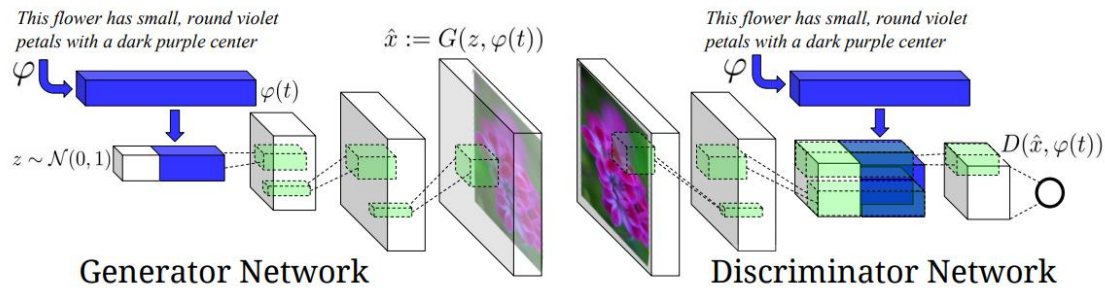 This flower has small, round violet
petals with a dark purple center
φ
φ(t)
z ∼ 𝒩(0, 1)
x̂ := G(z, φ(t))
Generator Network
This flower has small, round violet
petals with a dark purple center
φ
D(x̂, φ(t))
Discriminator Network